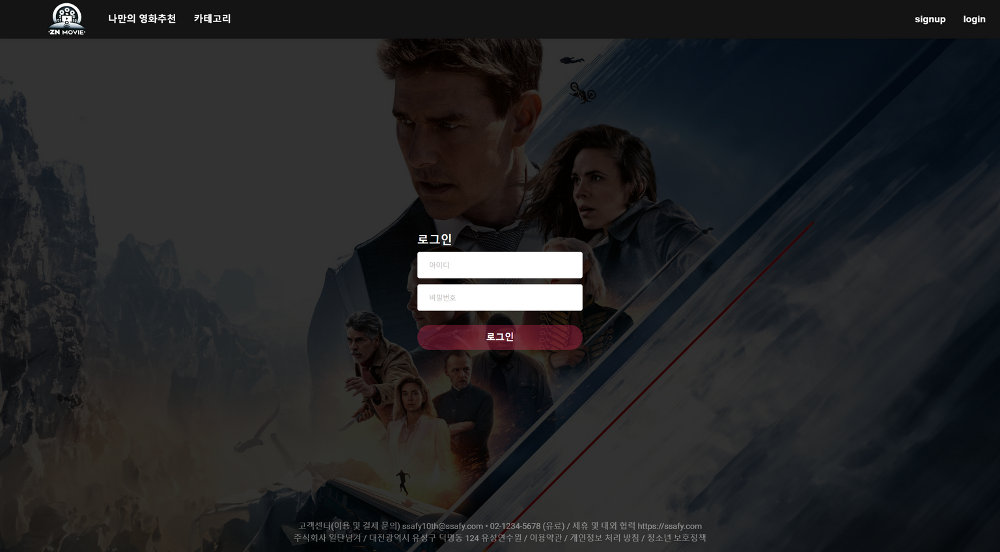 ZN MOVIE
나만의 영화추천
카테고리
signup
login
로그인
아이디
비밀번호
로그인
고객센터(이용 및 결제 문의) ssafy10th@ssafy.com • 02-1234-5678 (유료) / 제휴 및 대외 협력 https://ssafy.com
주식회사 일단넘겨 / 대전광역시 유성구 덕명동 124 유성연수원 / 이용약관 / 개인정보 처리 방침 / 청소년 보호정책